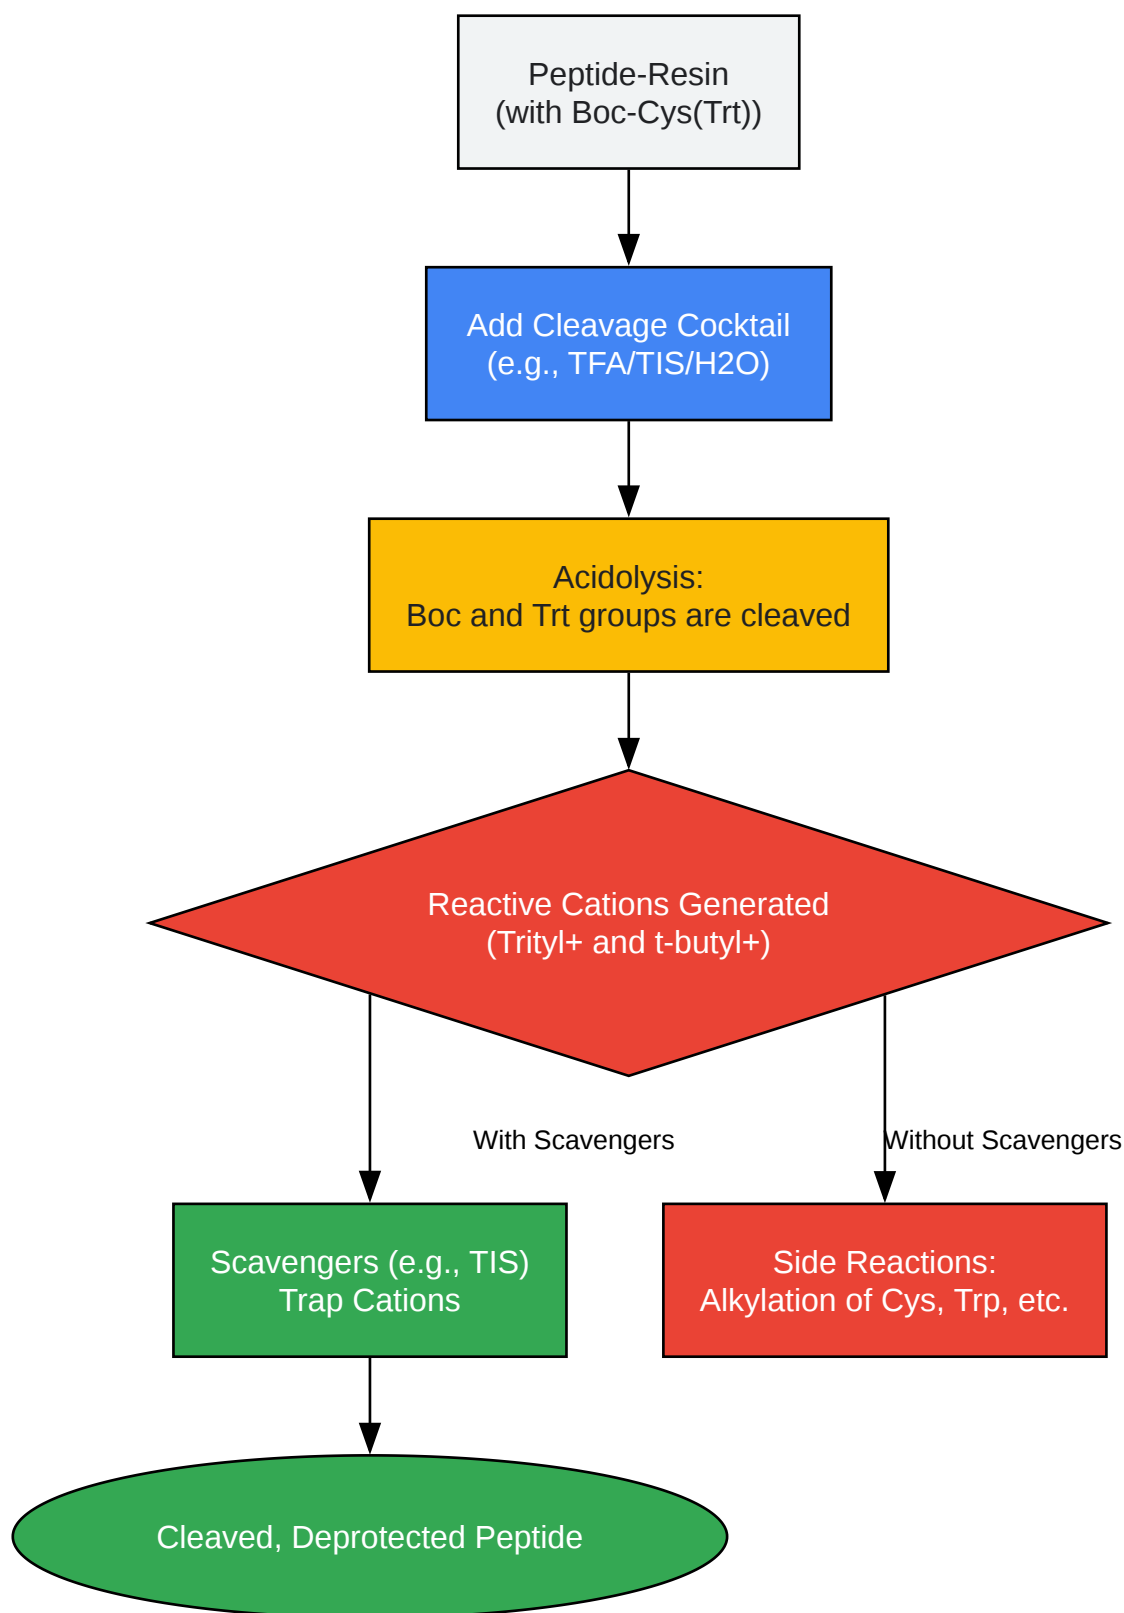 Peptide-Resin
(with Boc-Cys(Trt))
Add Cleavage Cocktail
(e.g., TFA/TIS/H2O)
Acidolysis:
Boc and Trt groups are cleaved
Reactive Cations Generated
(Trityl+ and t-butyl+)
With Scavengers
Without Scavengers
Scavengers (e.g., TIS)
Trap Cations
Side Reactions:
Alkylation of Cys, Trp, etc.
Cleaved, Deprotected Peptide